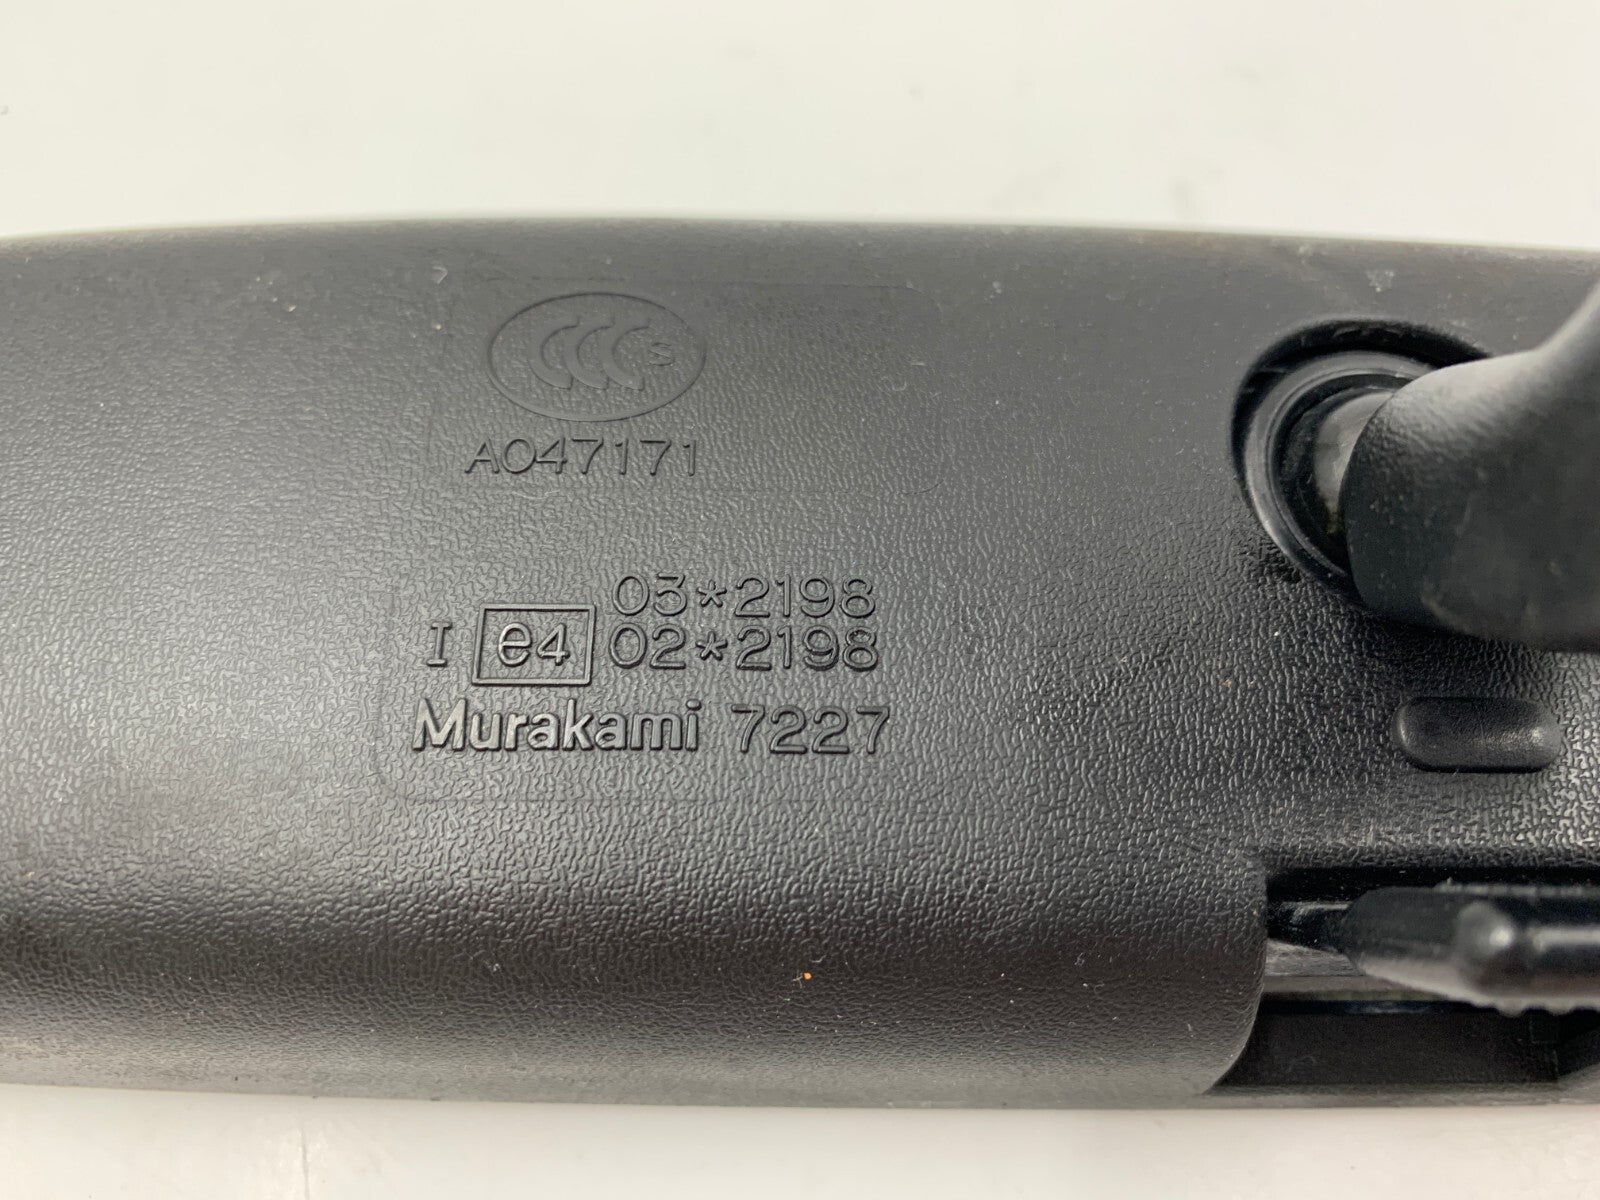 CCC S
A047171
03*2198
I e4 02*2198
Murakami 7227